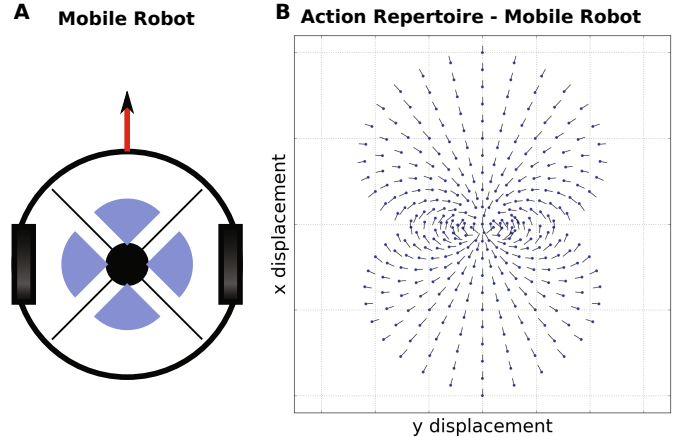 A
Mobile Robot
B
Action Repertoire - Mobile Robot
x displacement
y displacement